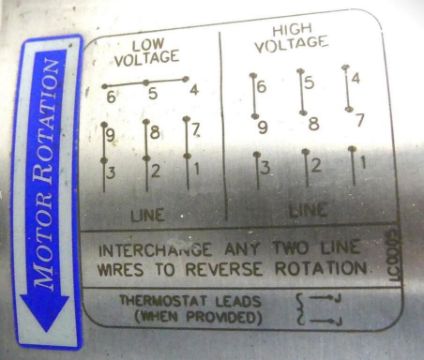 MOTOR ROTATION
LOW
VOLTAGE
6 5 4
9 8 7
3 2 1
LINE
HIGH
VOLTAGE
6 5 4
9 8 7
3 2 1
LINE
INTERCHANGE ANY TWO LINE
WIRES TO REVERSE ROTATION
THERMOSTAT LEADS
(WHEN PROVIDED)
J
J
LC0005